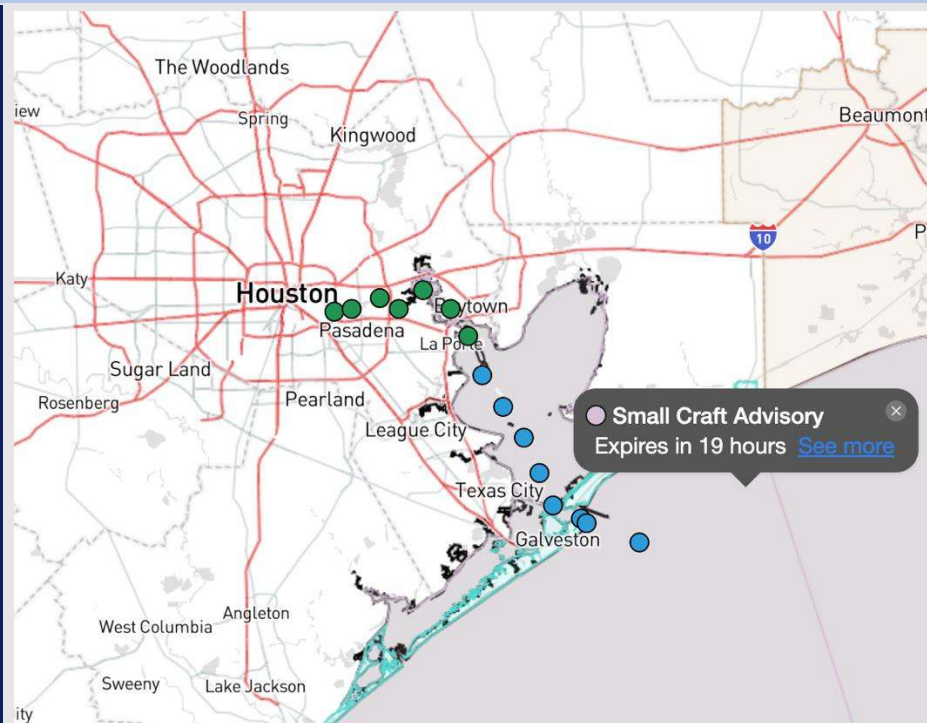 The Woodlands
iew
Spring
Kingwood
Beaumont
P
10
Katy
Houston
Baytown
Pasadena
La Porte
Sugar Land
Rosenberg
Pearland
League City
Small Craft Advisory
×
Expires in 19 hours See more
Texas City
Galveston
Angleton
West Columbia
Sweeny
Lake Jackson
ity